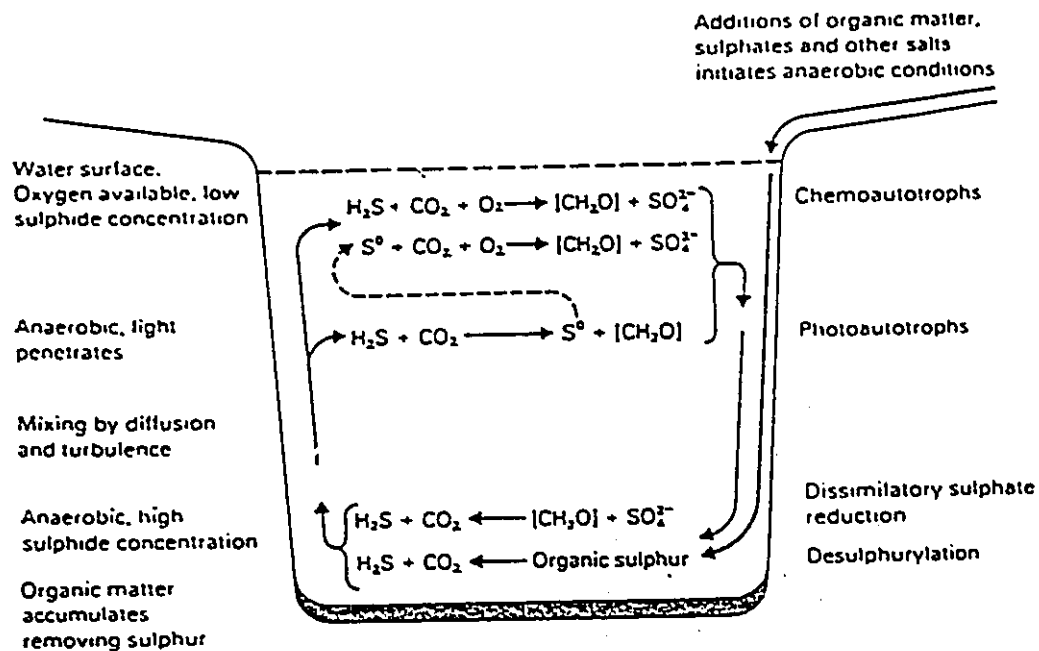 Additions of organic matter,
sulphates and other salts
initiates anaerobic conditions
Water surface.
Oxygen available, low
sulphide concentration
H₂S + CO₂ + O₂ → [CH₂O] + SO₄²⁻
S⁰ + CO₂ + O₂ → [CH₂O] + SO₄²⁻
Chemoautotrophs
Anaerobic, light
penetrates
H₂S + CO₂ → S⁰ + [CH₂O]
Photoautotrophs
Mixing by diffusion
and turbulence
Anaerobic, high
sulphide concentration
H₂S + CO₂ ← [CH₂O] + SO₄²⁻
H₂S + CO₂ ← Organic sulphur
Dissimilatory sulphate
reduction
Desulphurylation
Organic matter
accumulates
removing sulphur